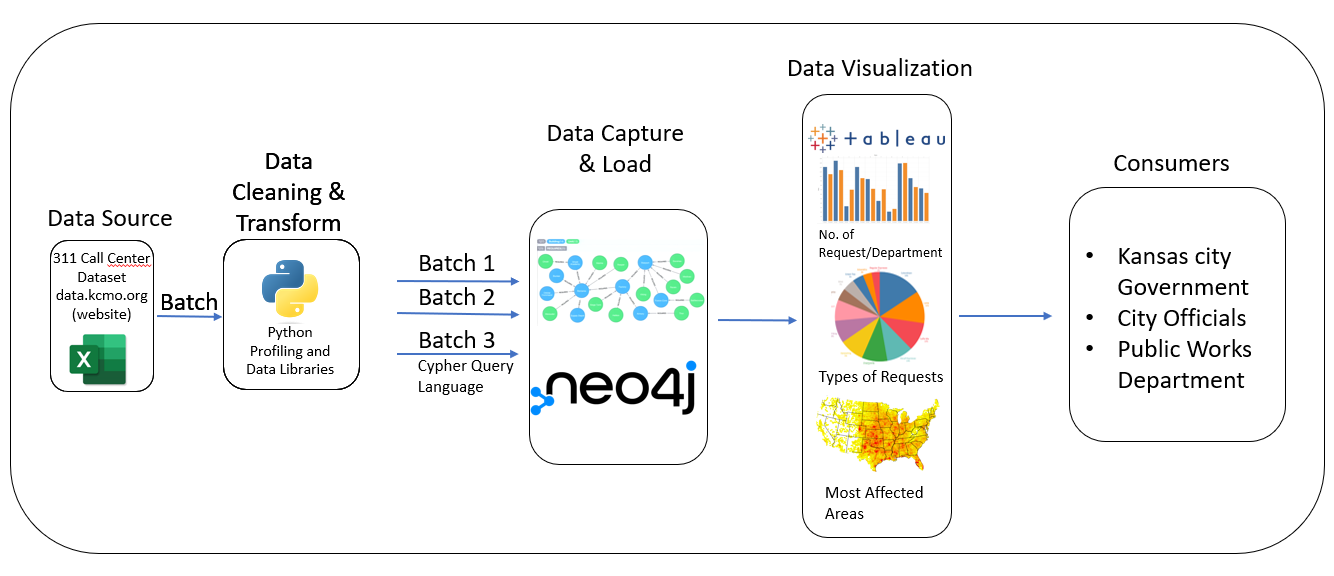 Data Visualization
Data Capture
& Load
Data
Cleaning &
Transform
Consumers
Data Source
311 Call Center
Dataset
data.kcmo.org
(website)
X
Batch
Python
Profiling and
Data Libraries
Batch 1
Batch 2
Batch 3
Cypher Query
Language
neo4j
+ableau
No. of
Request/Department
Types of Requests
Most Affected
Areas
• Kansas city
Government
• City Officials
• Public Works
Department